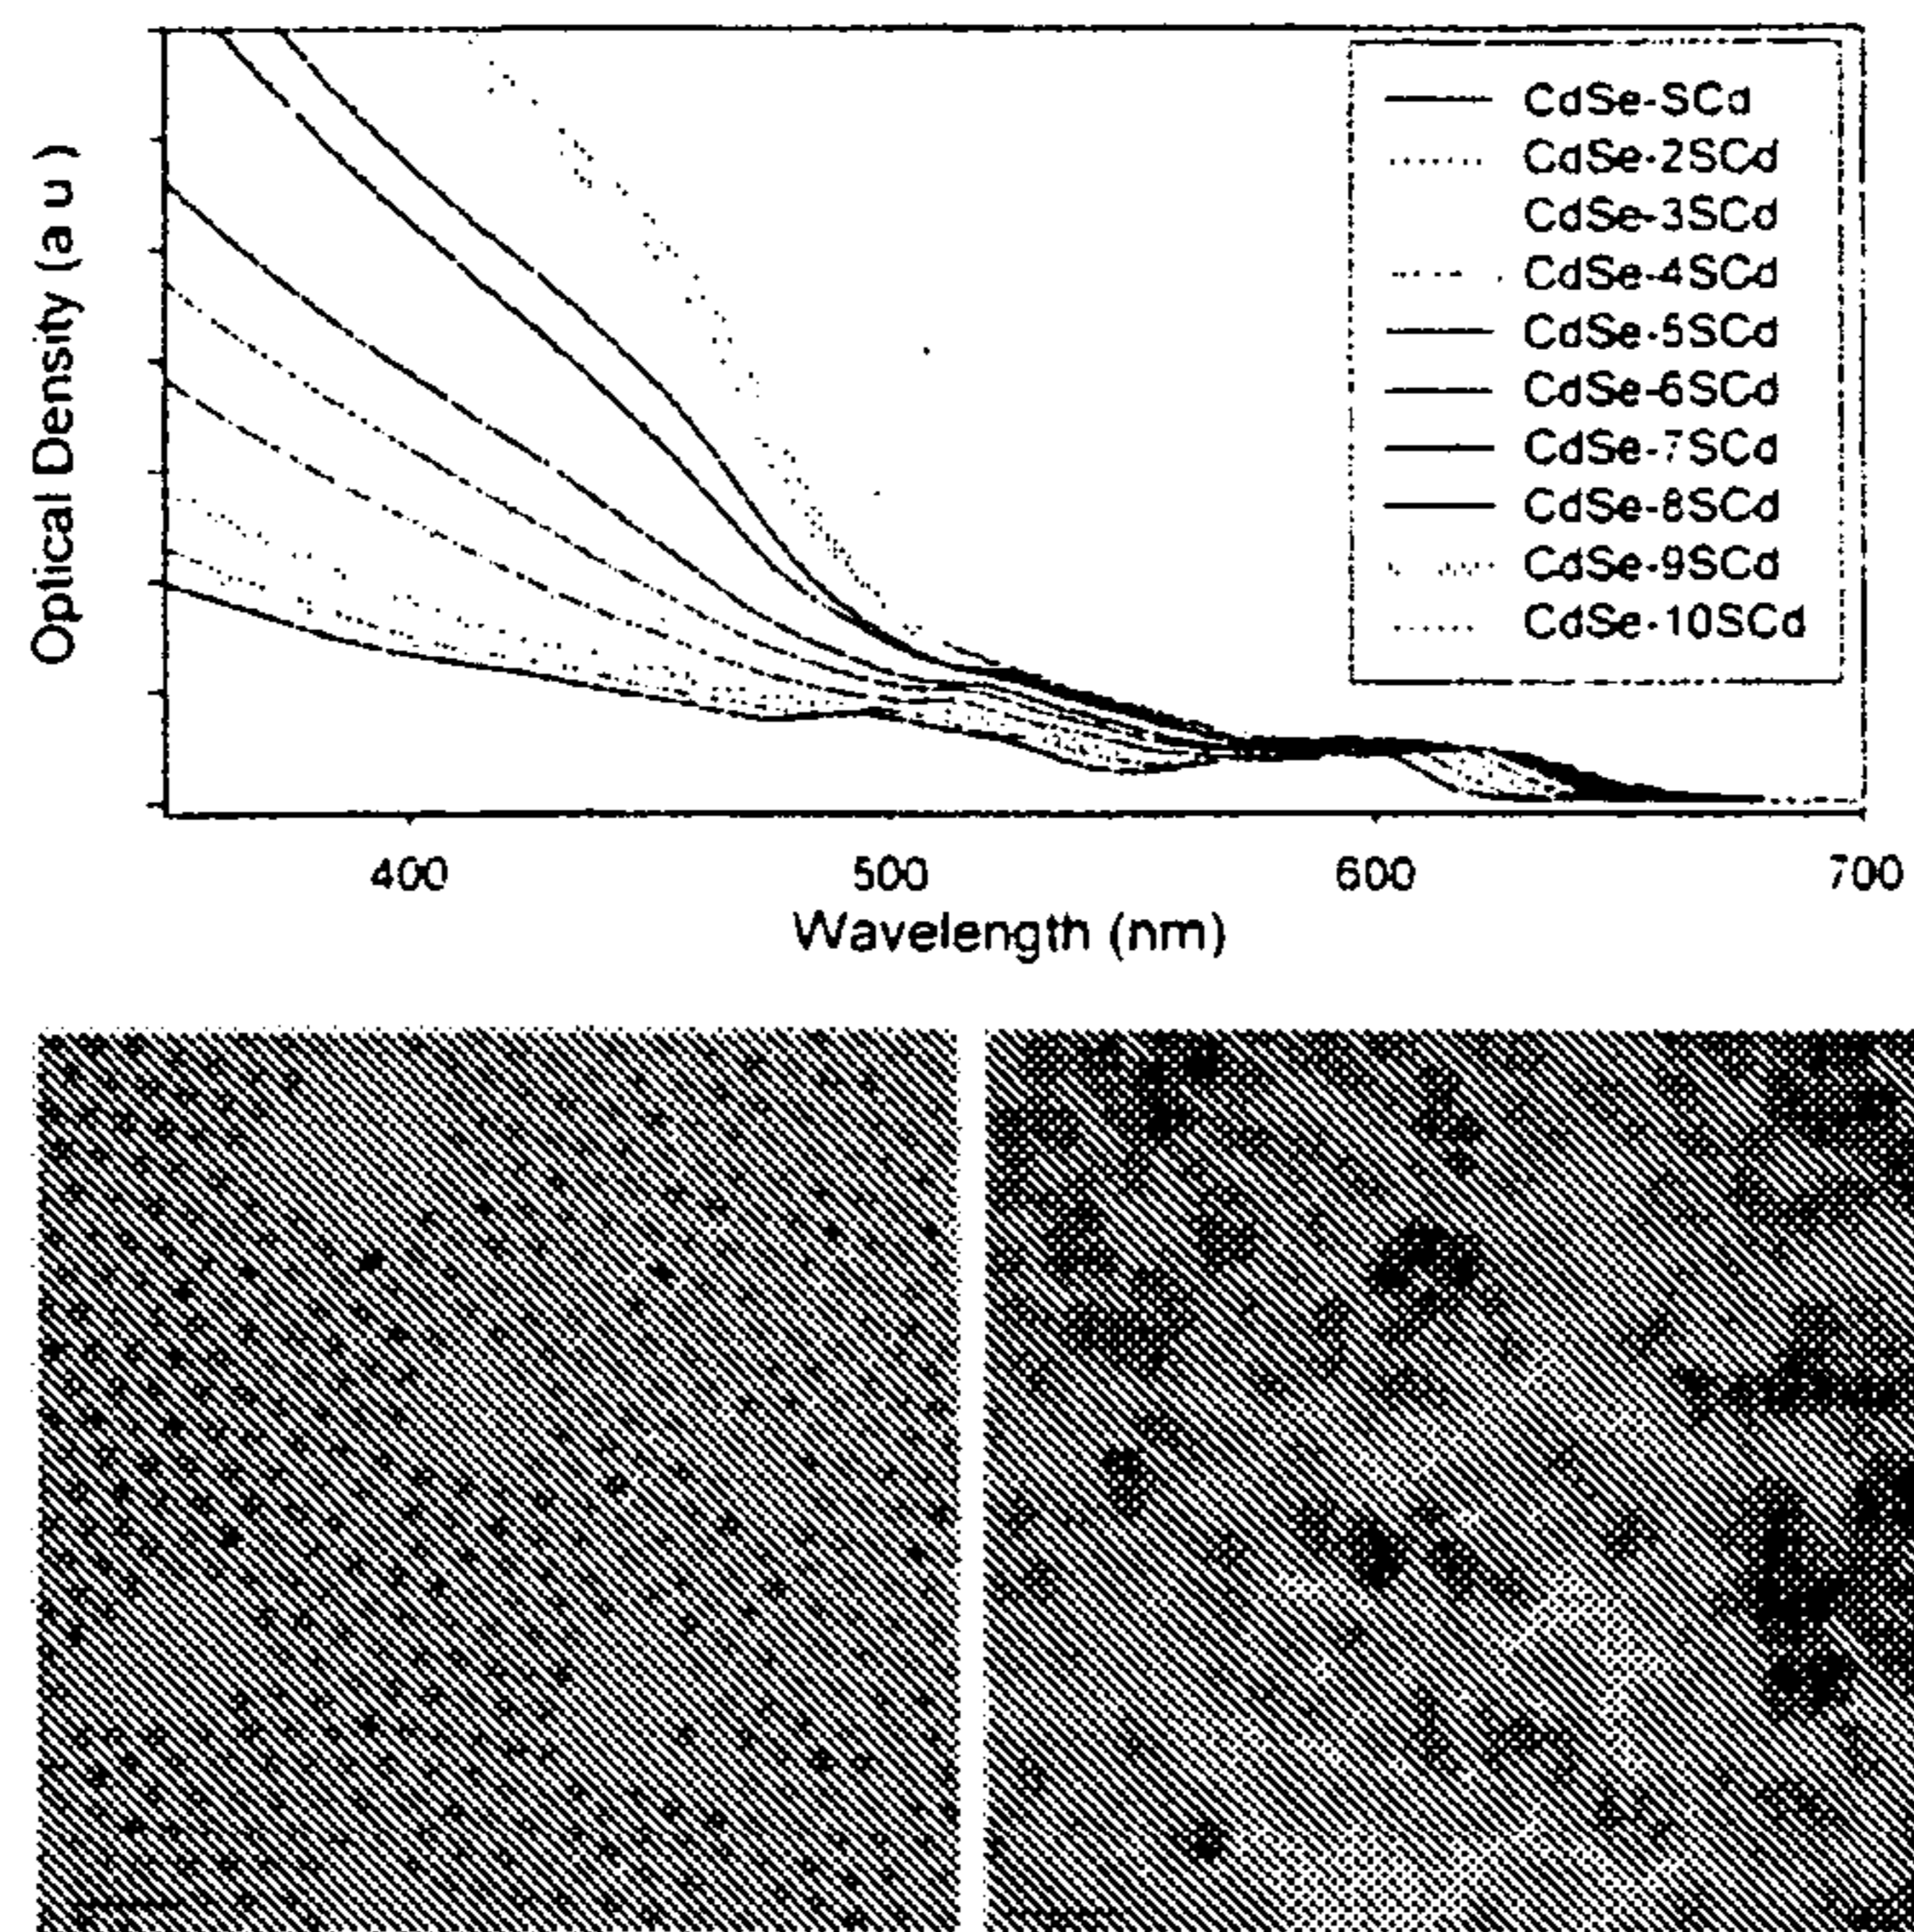 Optical Density (a u )
CdSe-SCd
CdSe-2SCd
CdSe-3SCd
CdSe-4SCd
CdSe-5SCd
CdSe-6SCd
CdSe-7SCd
CdSe-8SCd
CdSe-9SCd
CdSe-10SCd
400 500 600 700
Wavelength (nm)